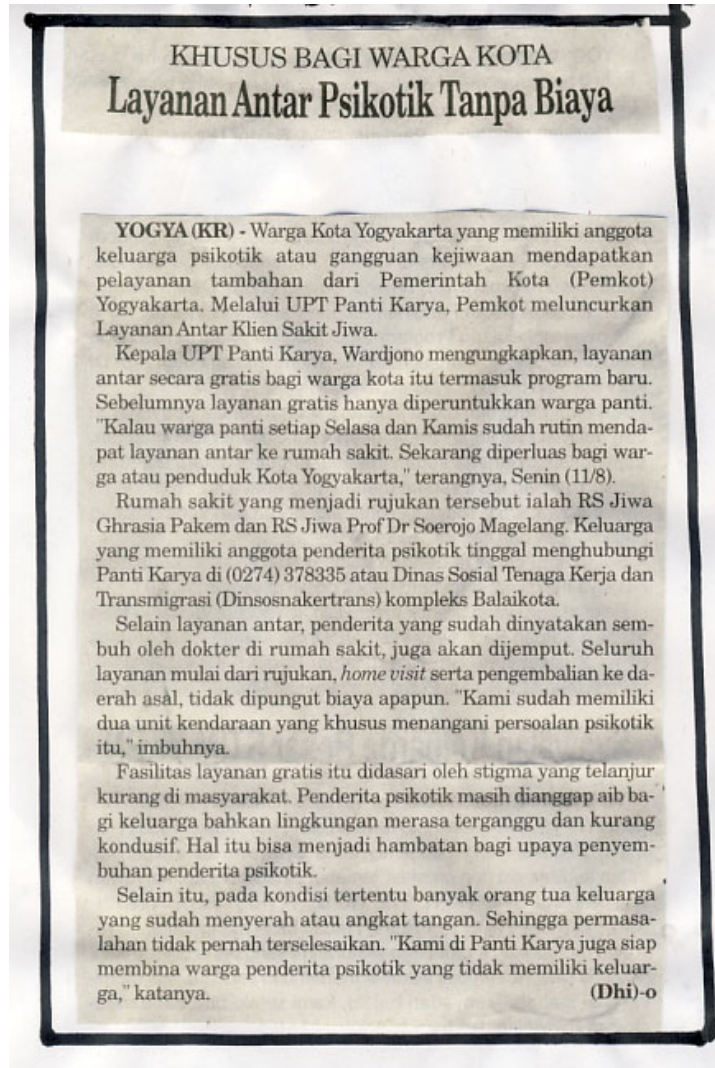 KHUSUS BAGI WARGA KOTA
Layanan Antar Psikotik Tanpa Biaya
YOGYA (KR) - Warga Kota Yogyakarta yang memiliki anggota
keluarga psikotik atau gangguan kejiwaan mendapatkan
pelayanan tambahan dari Pemerintah Kota (Pemkot)
Yogyakarta. Melalui UPT Panti Karya, Pemkot meluncurkan
Layanan Antar Klien Sakit Jiwa.
Kepala UPT Panti Karya, Wardjono mengungkapkan, layanan
antar secara gratis bagi warga kota itu termasuk program baru.
Sebelumnya layanan gratis hanya diperuntukkan warga panti.
"Kalau warga panti setiap Selasa dan Kamis sudah rutin menda-
pat layanan antar ke rumah sakit. Sekarang diperluas bagi war-
ga atau penduduk Kota Yogyakarta," terangnya, Senin (11/8).
Rumah sakit yang menjadi rujukan tersebut ialah RS Jiwa
Ghrasia Pakem dan RS Jiwa Prof Dr Soerojo Magelang. Keluarga
yang memiliki anggota penderita psikotik tinggal menghubungi
Panti Karya di (0274) 378335 atau Dinas Sosial Tenaga Kerja dan
Transmigrasi (Dinsosnakertrans) kompleks Balaikota.
Selain layanan antar, penderita yang sudah dinyatakan sem-
buh oleh dokter di rumah sakit, juga akan dijemput. Seluruh
layanan mulai dari rujukan, home visit serta pengembalian ke da-
erah asal, tidak dipungut biaya apapun. "Kami sudah memiliki
dua unit kendaraan yang khusus menangani persoalan psikotik
itu," imbuhnya.
Fasilitas layanan gratis itu didasari oleh stigma yang telanjur
kurang di masyarakat. Penderita psikotik masih dianggap aib ba-
gi keluarga bahkan lingkungan merasa terganggu dan kurang
kondusif. Hal itu bisa menjadi hambatan bagi upaya penyem-
buhan penderita psikotik.
Selain itu, pada kondisi tertentu banyak orang tua keluarga
yang sudah menyerah atau angkat tangan. Sehingga permasa-
lahan tidak pernah terselesaikan. "Kami di Panti Karya juga siap
membina warga penderita psikotik yang tidak memiliki keluar-
ga," katanya. (Dhi)-o